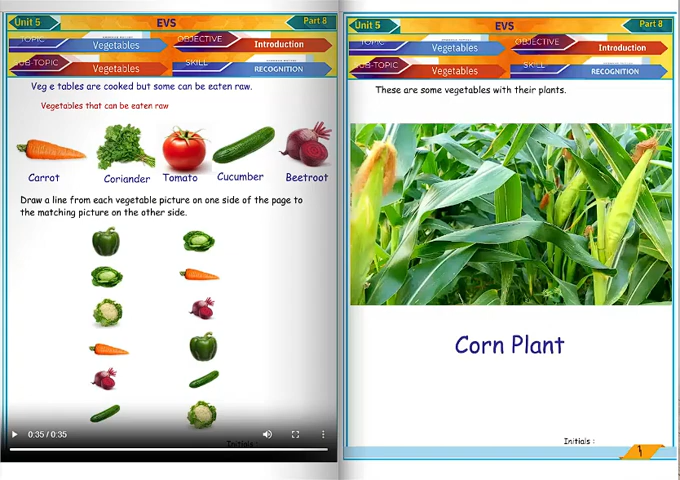 Unit 5
EVS
Part 8
TOPIC
Vegetables
OBJECTIVE
Introduction
SUB-TOPIC
Vegetables
SKILL
RECOGNITION
Veg e tables are cooked but some can be eaten raw.
Vegetables that can be eaten raw
Carrot Coriander Tomato Cucumber Beetroot
Draw a line from each vegetable picture on one side of the page to
the matching picture on the other side.
0:35 / 0:35
Initials :
Unit 5
EVS
Part 8
TOPIC
Vegetables
OBJECTIVE
Introduction
SUB-TOPIC
Vegetables
SKILL
RECOGNITION
These are some vegetables with their plants.
Corn Plant
Initials :
1